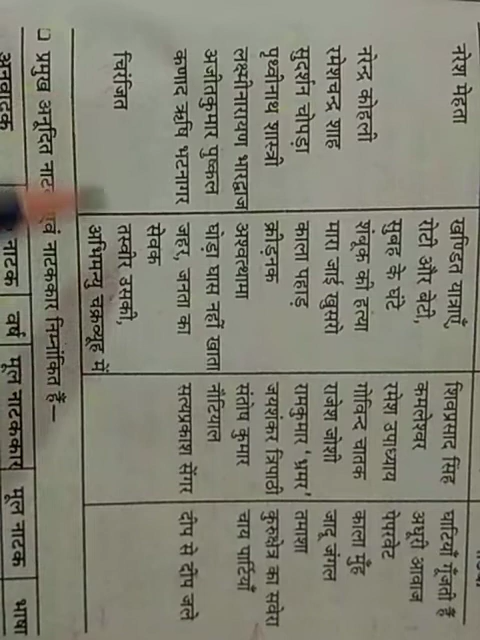 नरेश मेहता खण्डित यात्राएँ, शिवप्रसाद सिंह घाटियाँ गूँजती हैं
रोटी और बेटी, कमलेश्वर अधूरी आवाज
सुबह के घंटे रमेश उपाध्याय पेपरवेट
नरेन्द्र कोहली शंबूक की हत्या गोविन्द चातक काला मुँह
रमेशचन्द्र शाह मारा जाई खुसरो राजेश जोशी जादू जंगल
सुदर्शन चोपड़ा काला पहाड़ रामकुमार 'भ्रमर' तमाशा
पृथ्वीनाथ शास्त्री क्रीड़नक जयशंकर त्रिपाठी कुरुक्षेत्र का सवेरा
लक्ष्मीनारायण भारद्वाज अश्वत्थामा संतोष कुमार चाय पार्टियाँ
अजीतकुमार पुष्कल घोड़ा घास नहीं खाता नौटियाल
कणाद ऋषि भटनागर जहर, जनता का सत्यप्रकाश सेंगर दीप से दीप जले
सेवक
चिरंजित तस्वीर उसकी,
अभिमन्यु चक्रव्यूह में
❑ प्रमुख अनुदित एवं नाटककार निम्नांकित हैं—
अनुवादक नाटक वर्ष मूल नाटककार मूल नाटक भाषा